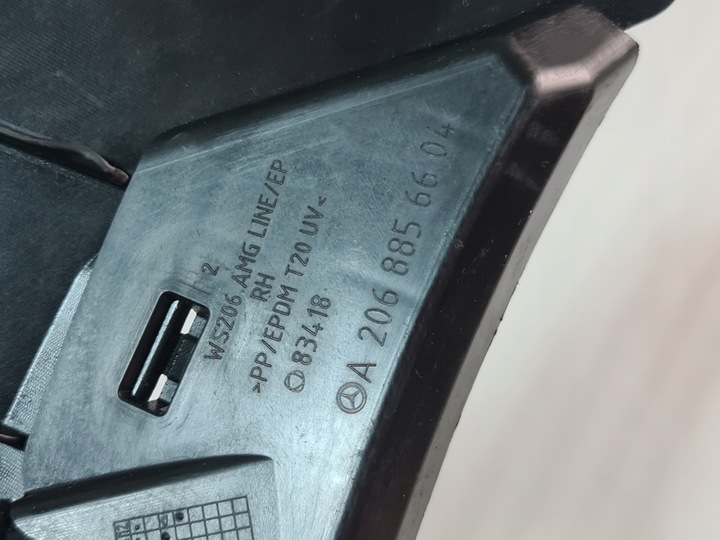 2
WS206 AMG LINE/EP
RH
>PP/EPDM T20 UV<
83418
A 206 885 66 04